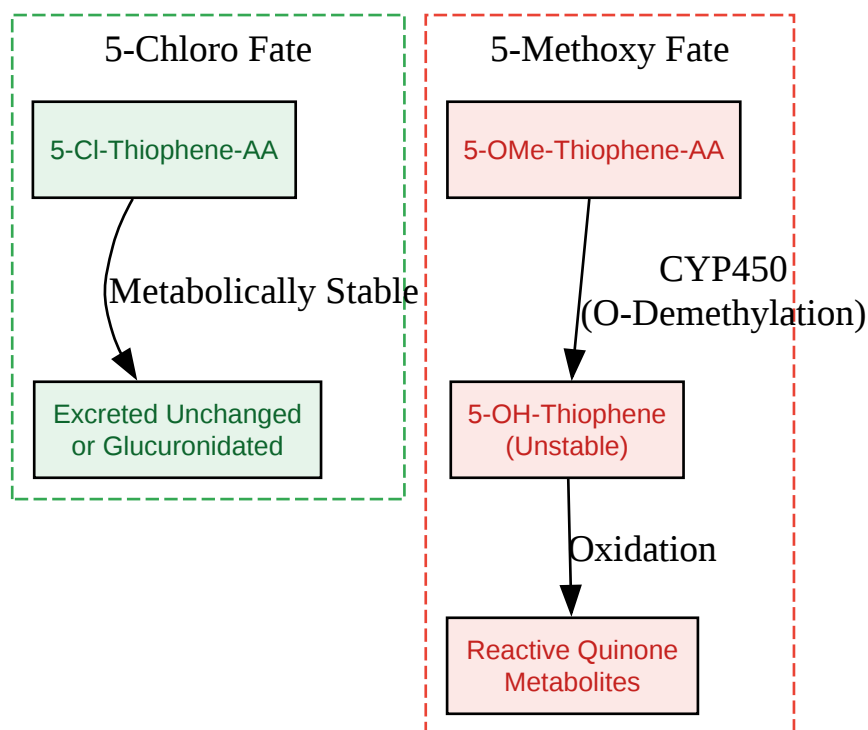 5-Chloro Fate
5-Cl-Thiophene-AA
Metabolically Stable
Excreted Unchanged
or Glucuronidated
5-Methoxy Fate
5-OMe-Thiophene-AA
CYP450
(O-Demethylation)
5-OH-Thiophene
(Unstable)
Oxidation
Reactive Quinone
Metabolites